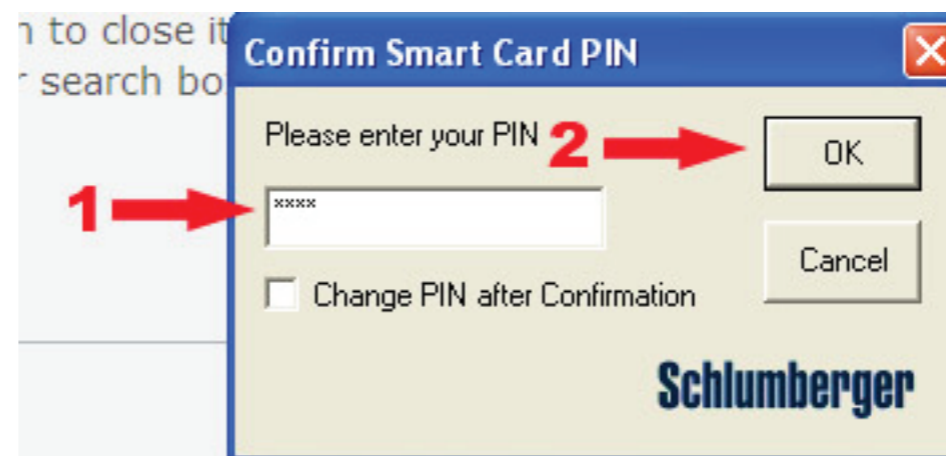 n to close it
r search bo
Confirm Smart Card PIN
Please enter your PIN
2
OK
1
****
Cancel
Change PIN after Confirmation
Schlumberger